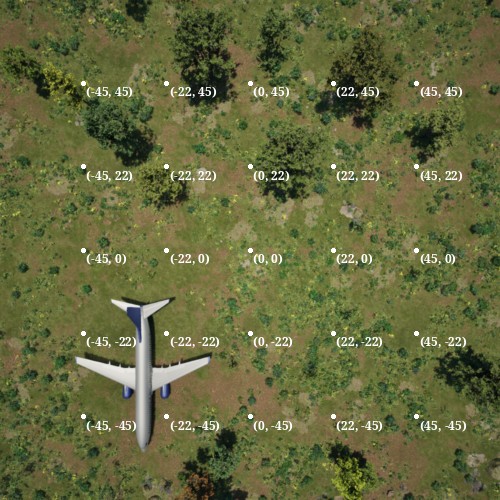 (-45, 45) (-22, 45) (0, 45) (22, 45) (45, 45)
(-45, 22) (-22, 22) (0, 22) (22, 22) (45, 22)
(-45, 0) (-22, 0) (0, 0) (22, 0) (45, 0)
(-45, -22) (-22, -22) (0, -22) (22, -22) (45, -22)
(-45, -45) (-22, -45) (0, -45) (22, -45) (45, -45)